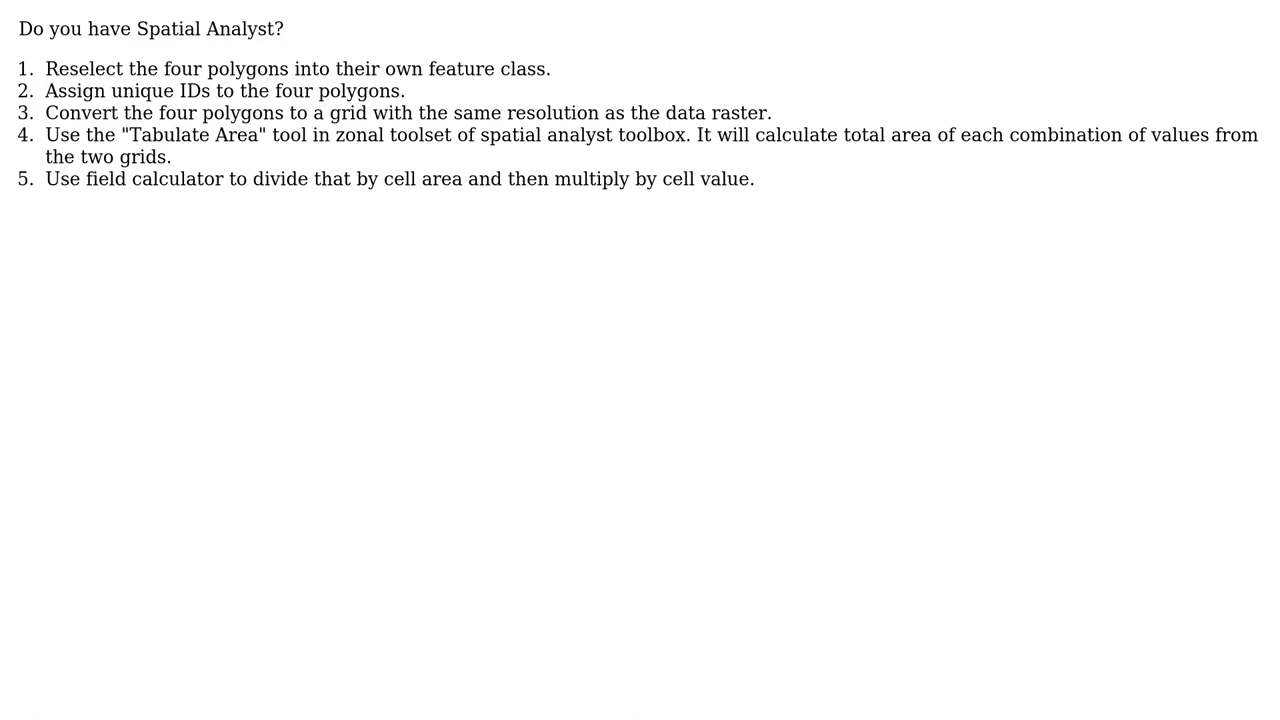 Do you have Spatial Analyst?
1. Reselect the four polygons into their own feature class.
2. Assign unique IDs to the four polygons.
3. Convert the four polygons to a grid with the same resolution as the data raster.
4. Use the "Tabulate Area" tool in zonal toolset of spatial analyst toolbox. It will calculate total area of each combination of values from
the two grids.
5. Use field calculator to divide that by cell area and then multiply by cell value.